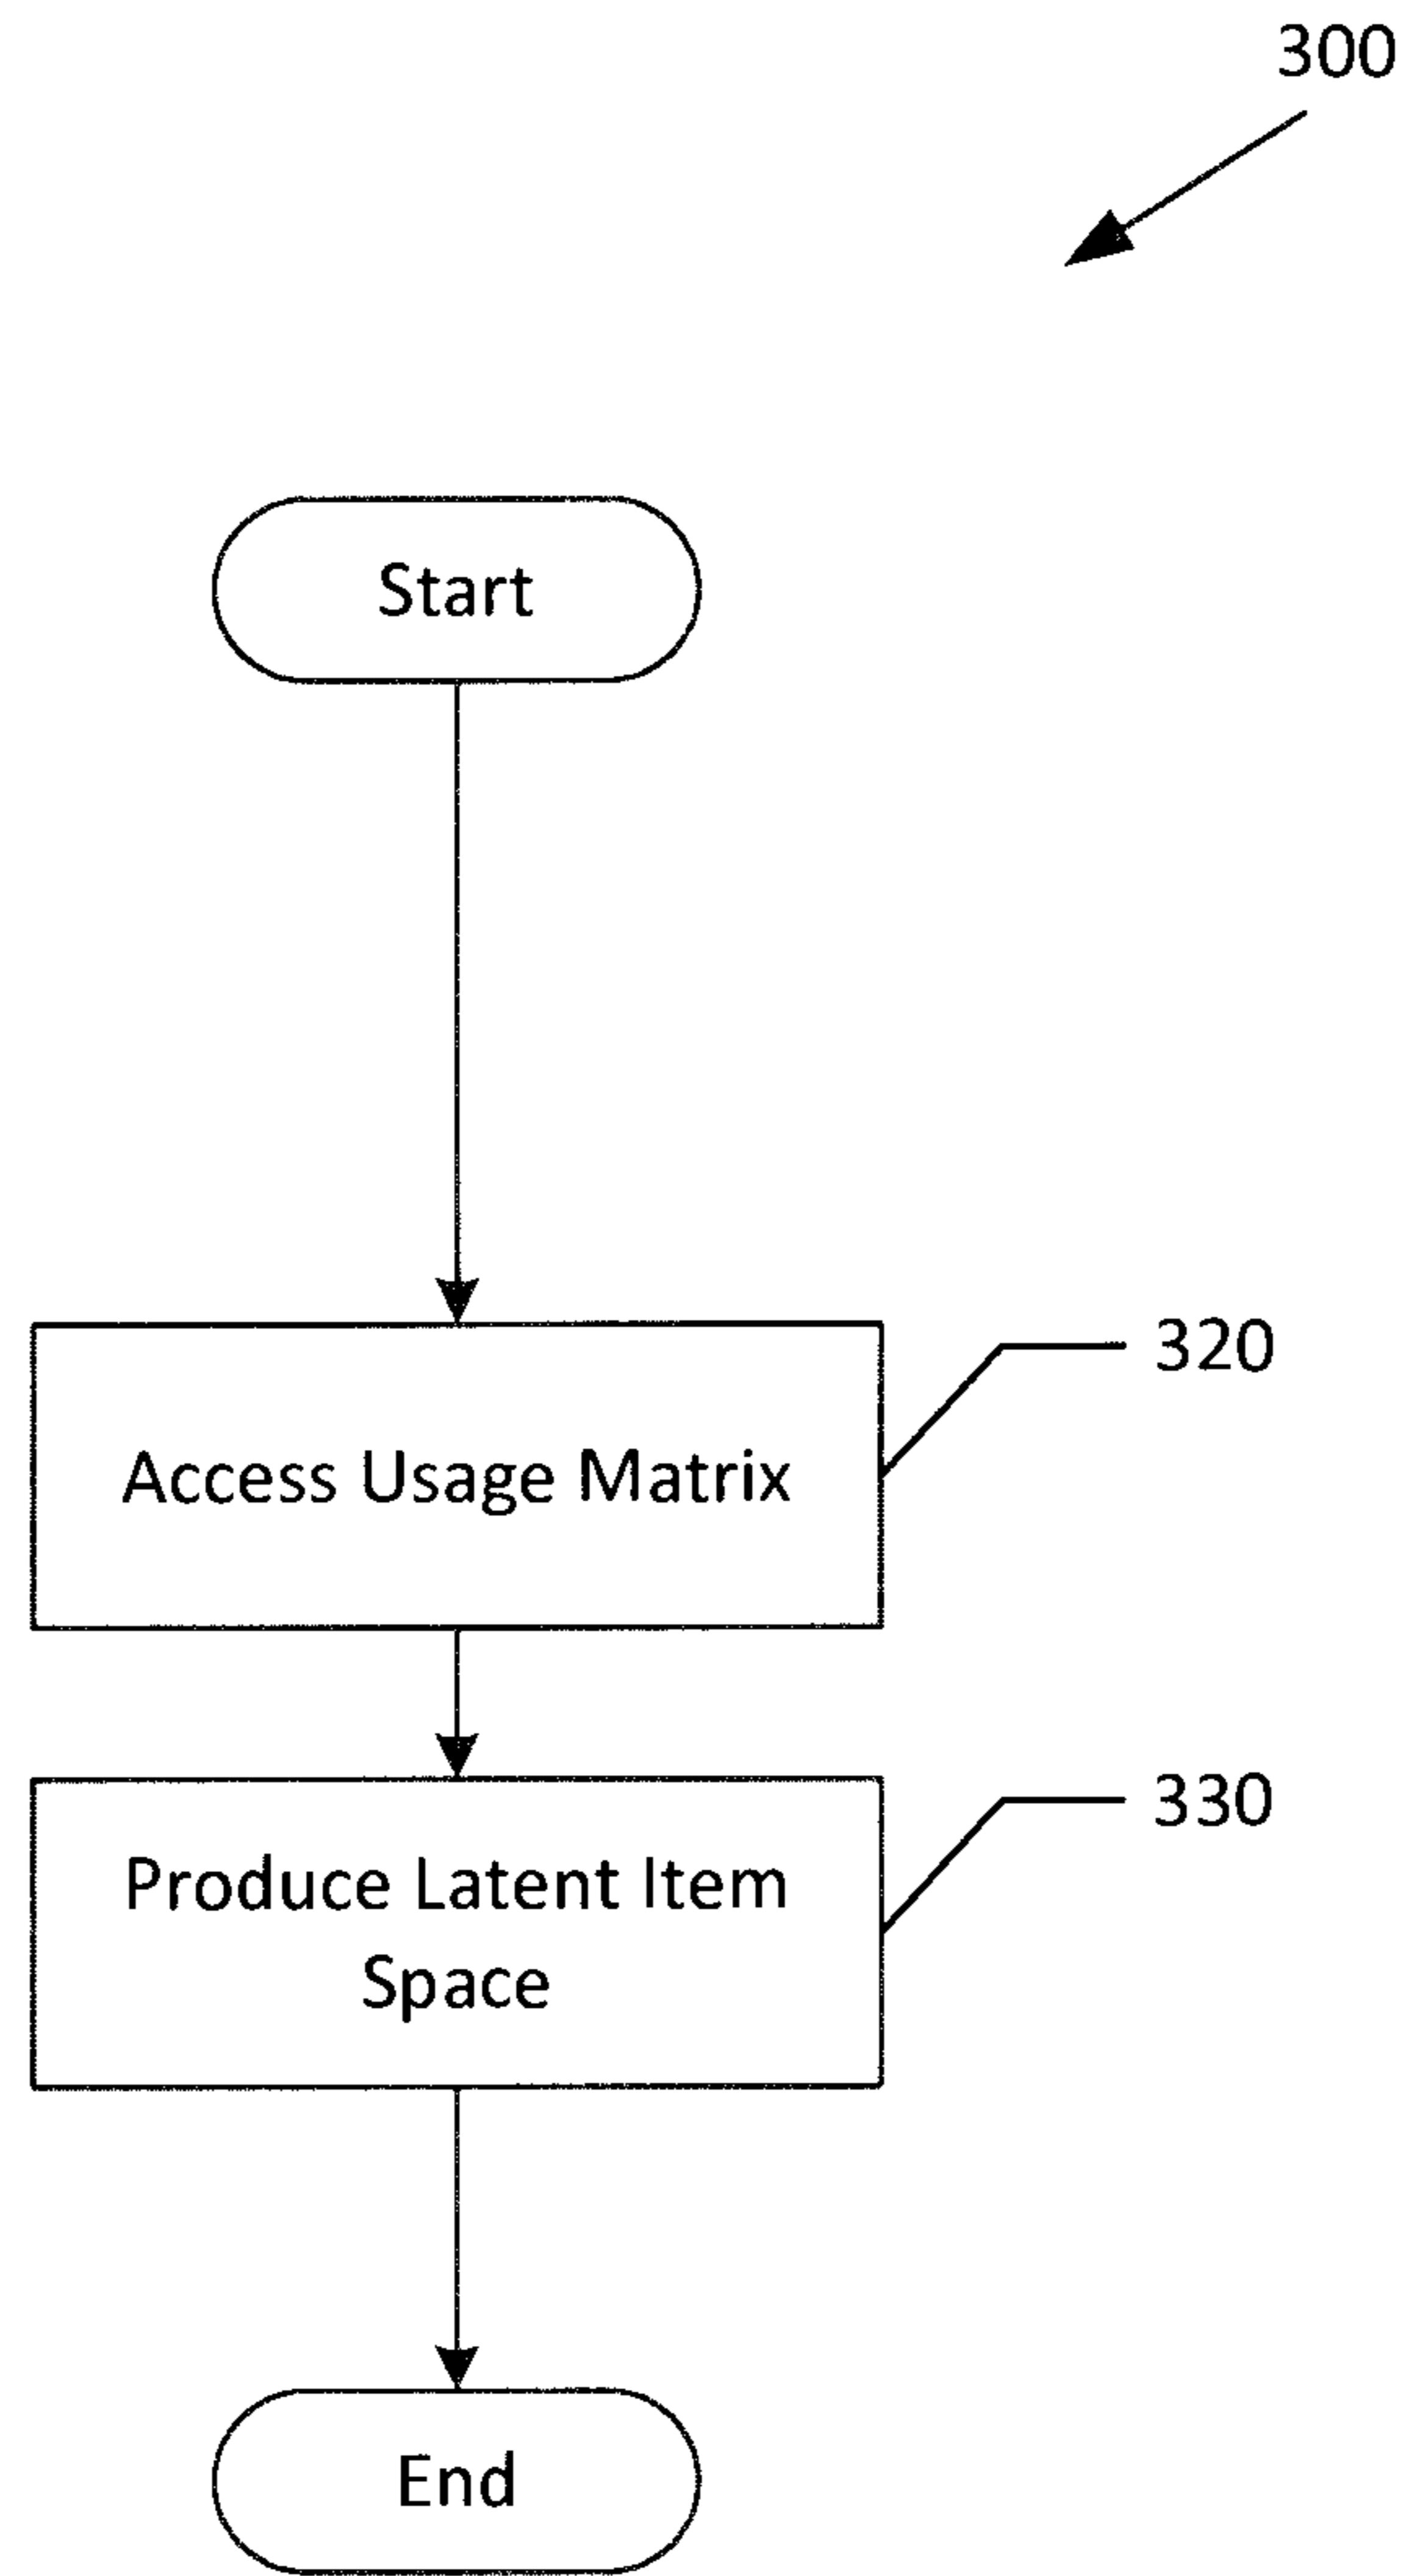 300
Start
Access Usage Matrix
320
Produce Latent Item
Space
330
End